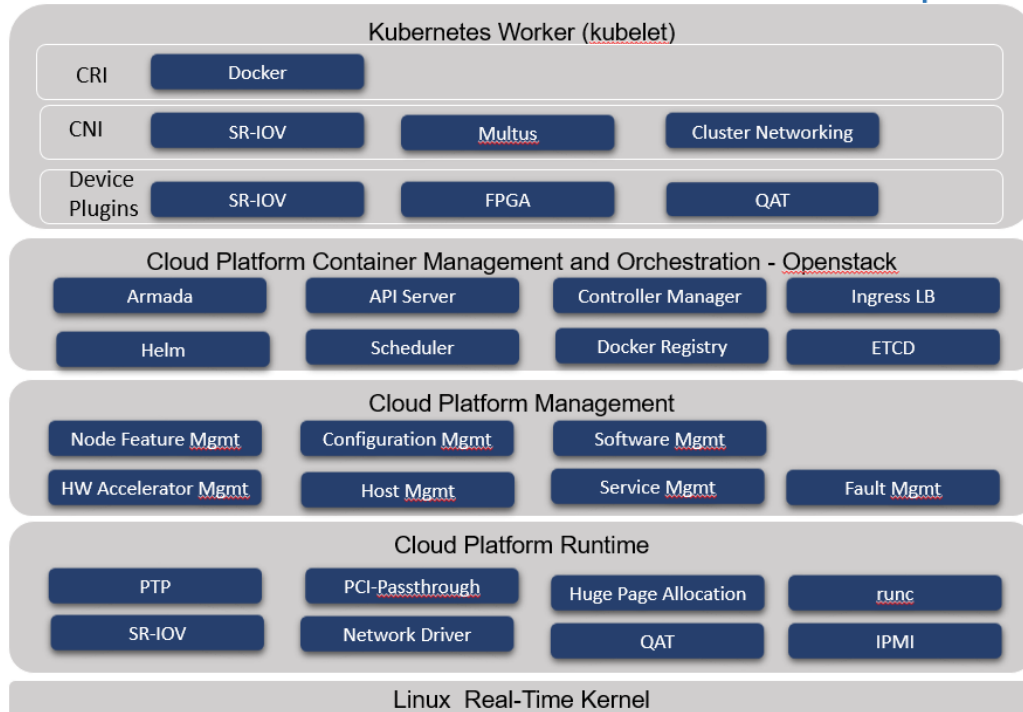 Kubernetes Worker (kubelet)
CRI
Docker
CNI
SR-IOV
Multus
Cluster Networking
Device
Plugins
SR-IOV
FPGA
QAT
Cloud Platform Container Management and Orchestration - Openstack
Armada
API Server
Controller Manager
Ingress LB
Helm
Scheduler
Docker Registry
ETCD
Cloud Platform Management
Node Feature Mgmt
Configuration Mgmt
Software Mgmt
HW Accelerator Mgmt
Host Mgmt
Service Mgmt
Fault Mgmt
Cloud Platform Runtime
PTP
PCI-Passthrough
Huge Page Allocation
runc
SR-IOV
Network Driver
QAT
IPMI
Linux Real-Time Kernel